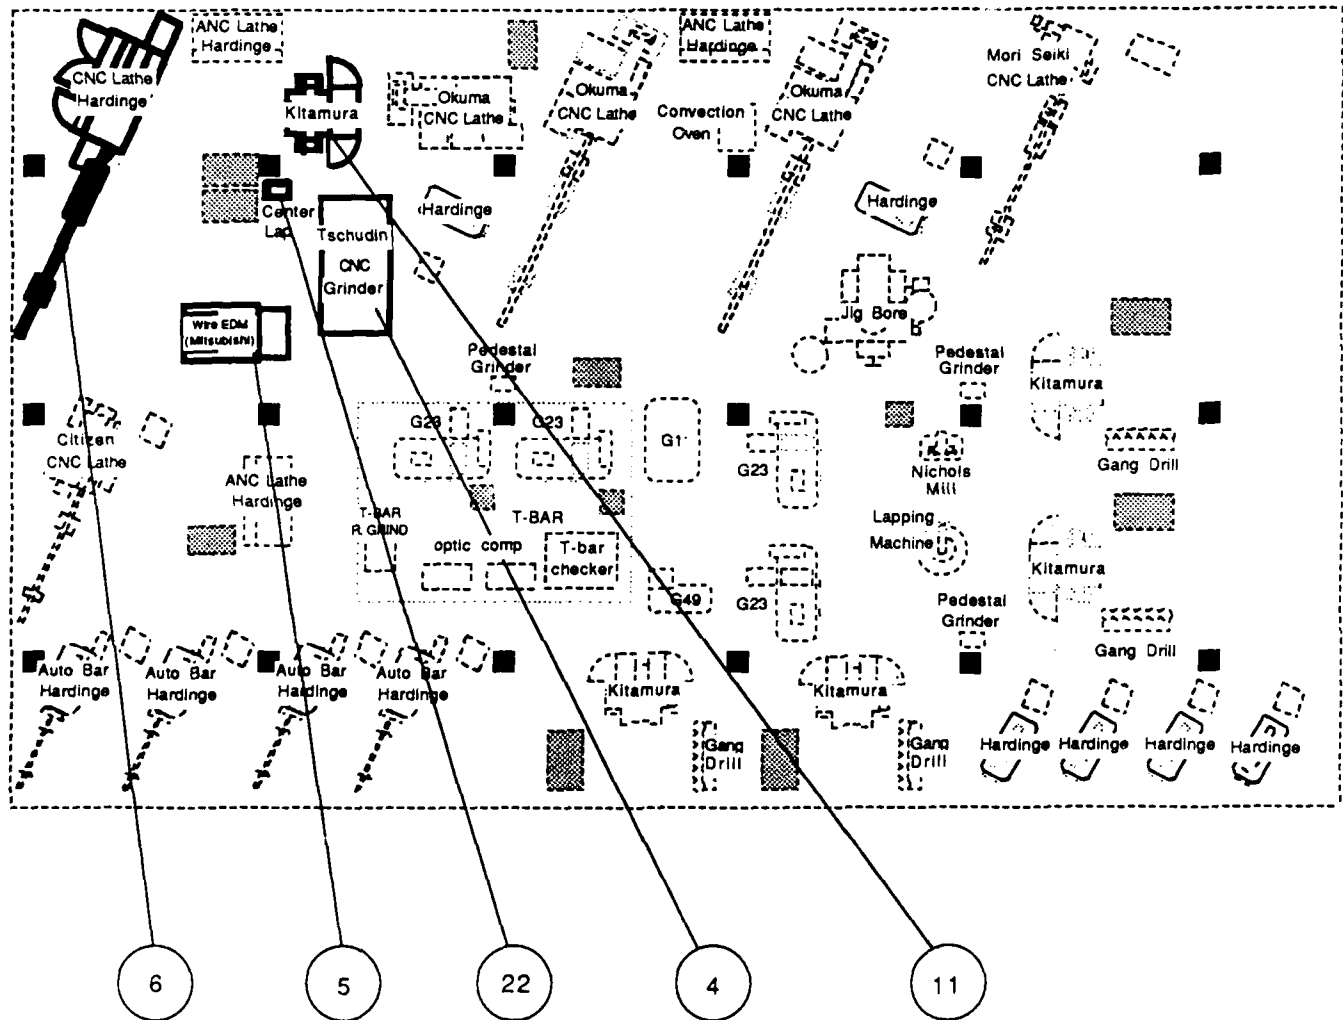 ANC Lathe
Hardinge
CNC Lathe
Hardinge
Kitamura
Okuma
CNC Lathe
Okuma
CNC Lathe
ANC Lathe
Hardinge
Convection
Oven
Okuma
CNC Lathe
Mori Seiki
CNC Lathe
Center
Lap
Tschudin
CNC
Grinder
Hardinge
Hardinge
Wire EDM
(Mitsubishi)
Jig Bore
Pedestal
Grinder
Pedestal
Grinder
Kitamura
Citizen
CNC Lathe
G23
G23
G1
G23
Nichols
Mill
Gang Drill
ANC Lathe
Hardinge
T-BAR
R. GRIND
T-BAR
optic comp
T-bar
checker
Lapping
Machine
Kitamura
G49
G23
Pedestal
Grinder
Gang Drill
Auto Bar
Hardinge
Auto Bar
Hardinge
Auto Bar
Hardinge
Auto Bar
Hardinge
Kitamura
Kitamura
Gang
Drill
Gang
Drill
Hardinge
Hardinge
Hardinge
Hardinge
6
5
22
4
11